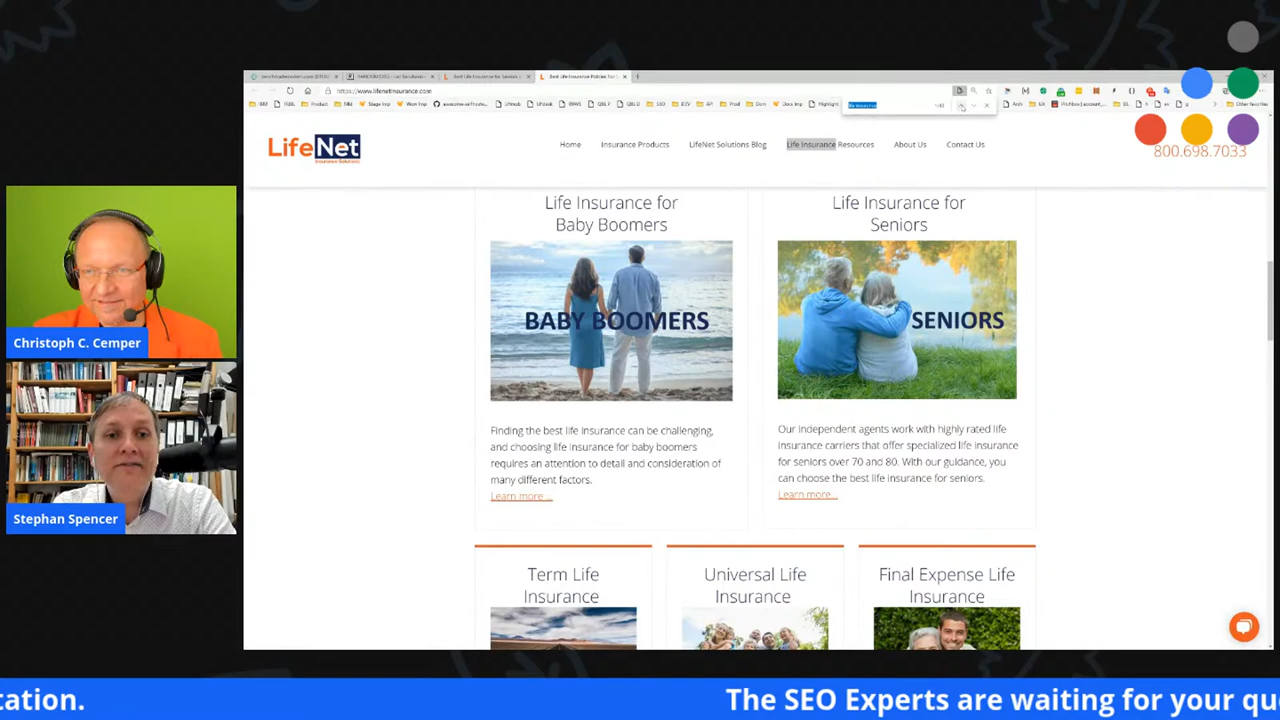 https://www.lifenetinsurance.com
LifeNet
Insurance Solutions
Home
Insurance Products
LifeNet Solutions Blog
Life Insurance Resources
About Us
Contact Us
800.698.7033
Life Insurance for
Baby Boomers
BABY BOOMERS
Finding the best life insurance can be challenging,
and choosing life insurance for baby boomers
requires an attention to detail and consideration of
many different factors.
Learn more ...
Life Insurance for
Seniors
SENIORS
Our independent agents work with highly rated life
insurance carriers that offer specialized life insurance
for seniors over 70 and 80. With our guidance, you
can choose the best life insurance for seniors.
Learn more...
Term Life
Insurance
Universal Life
Insurance
Final Expense Life
Insurance
Christoph C. Cemper
Stephan Spencer
cation.
The SEO Experts are waiting for your qu